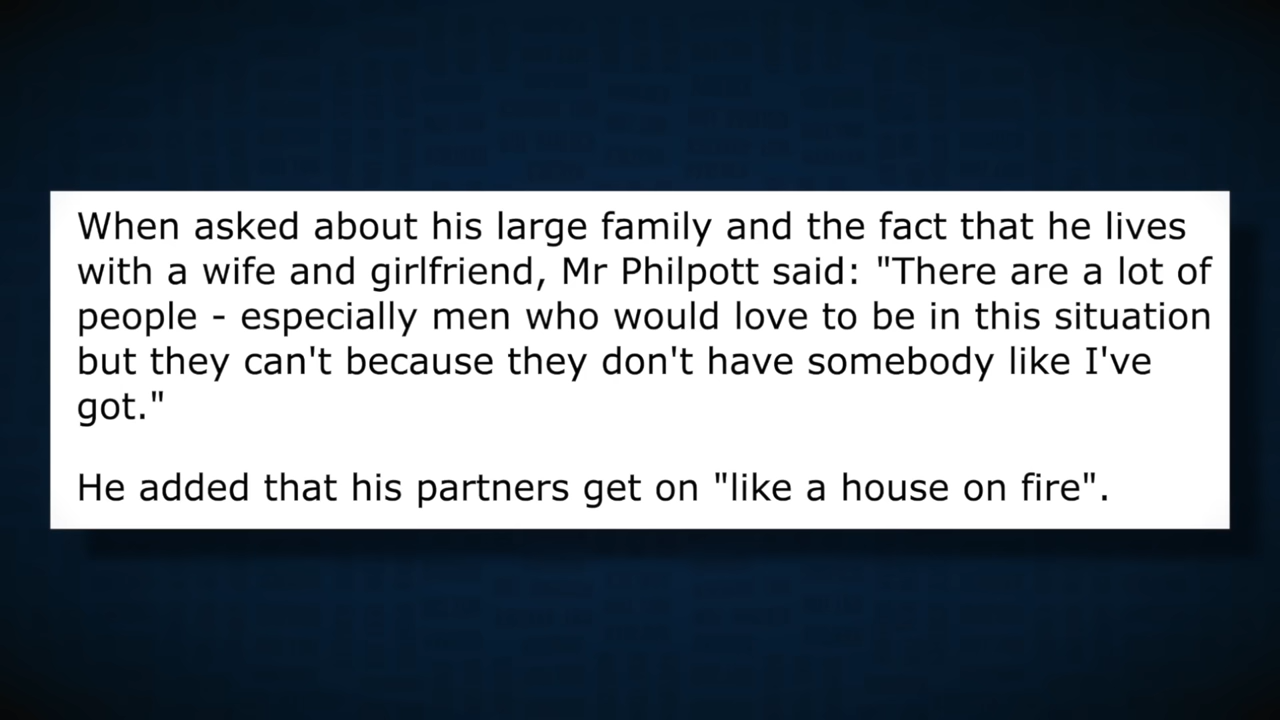 When asked about his large family and the fact that he lives
with a wife and girlfriend, Mr Philpott said: "There are a lot of
people - especially men who would love to be in this situation
but they can't because they don't have somebody like I've
got."
He added that his partners get on "like a house on fire".